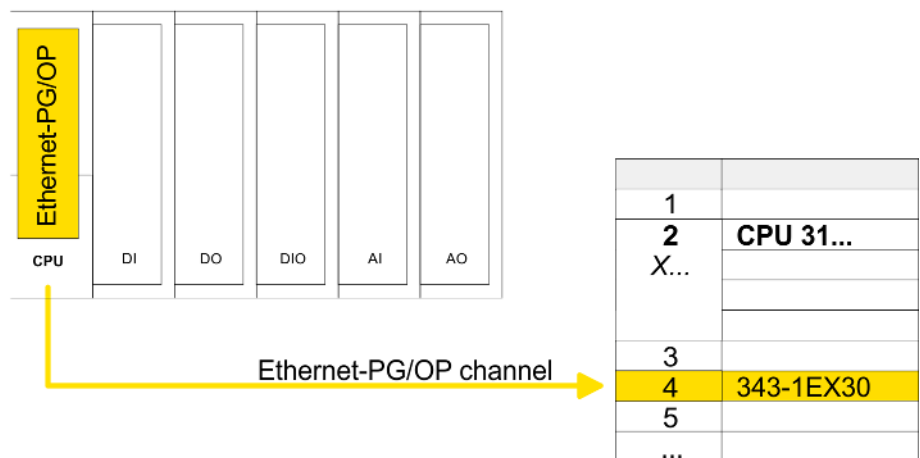 Ethernet-PG/OP
CPU
DI
DO
DIO
AI
AO
Ethernet-PG/OP channel
1
2 CPU 31...
X...
3
4 343-1EX30
5
...